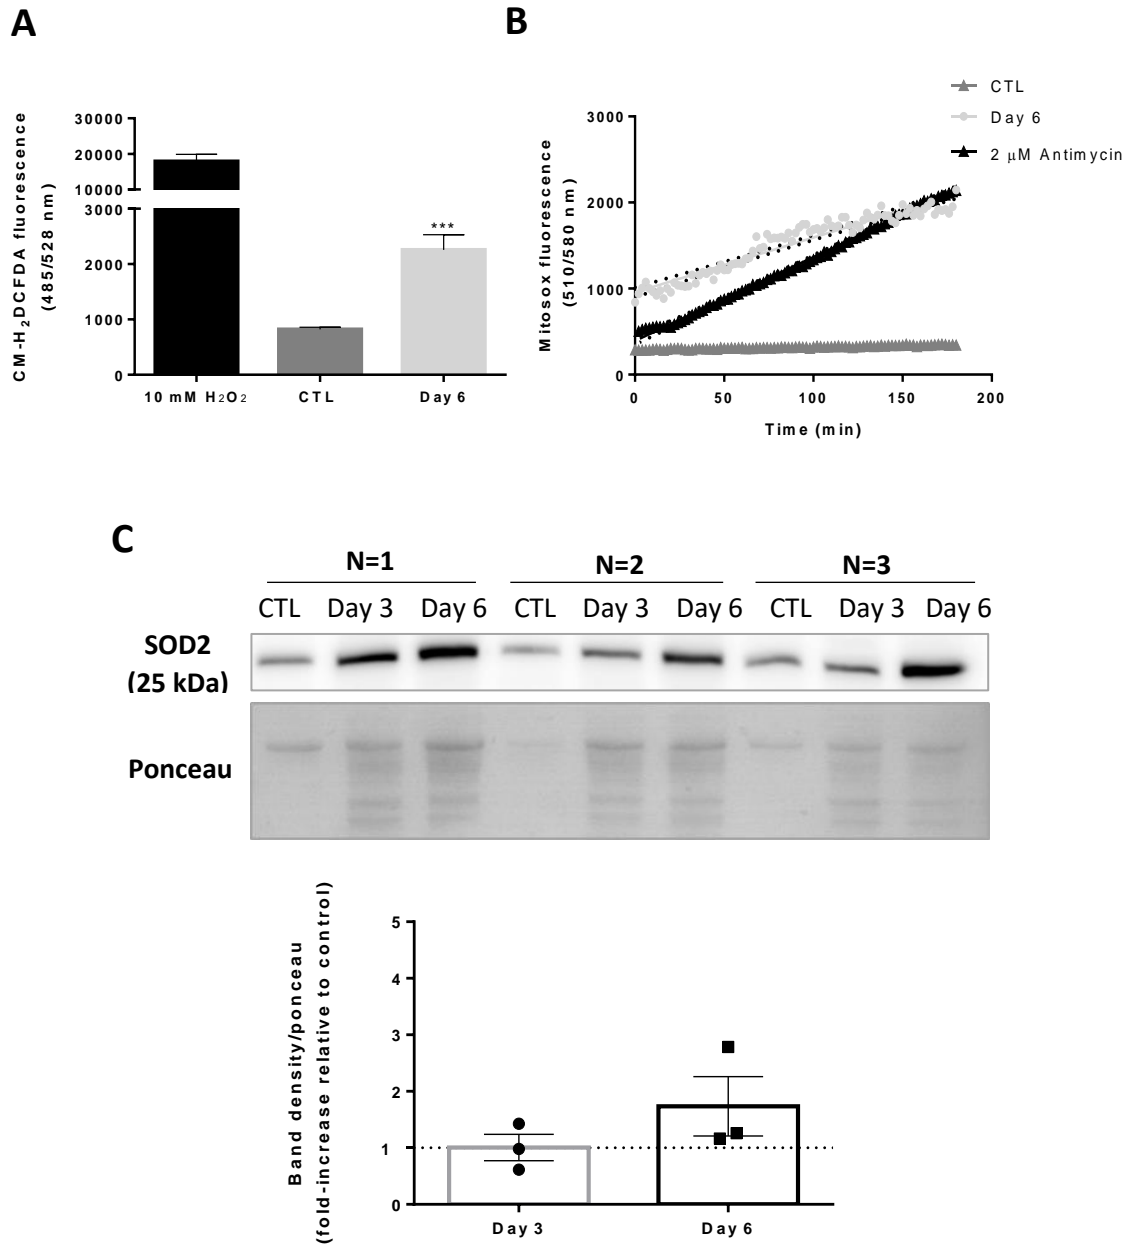 A
B
CM-H2DCFDA fluorescence
(485/528 nm)
30000
20000
10000
3000
2000
1000
0
***
10 mM H2O2
CTL
Day 6
CTL
Day 6
2 μM Antimycin
Mitosox fluorescence
(510/580 nm)
3000
2000
1000
0
0 50 100 150 200
Time (min)
C
N=1 N=2 N=3
CTL Day 3 Day 6 CTL Day 3 Day 6 CTL Day 3 Day 6
SOD2
(25 kDa)
Ponceau
Band density/ponceau
(fold-increase relative to control)
5
4
3
2
1
0
Day 3 Day 6